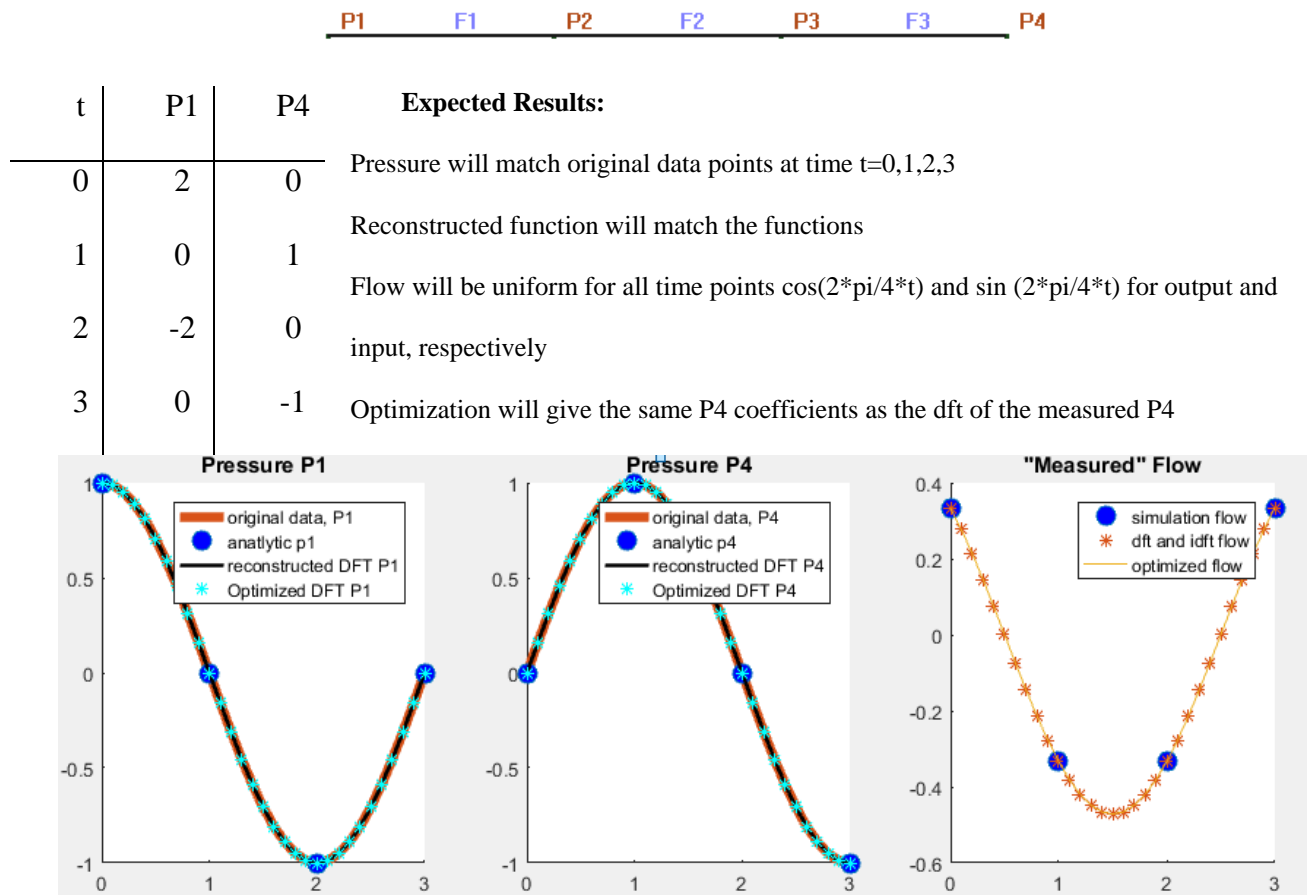 P1 F1 P2 F2 P3 F3 P4
t P1 P4
0 2 0
1 0 1
2 -2 0
3 0 -1
Expected Results:
Pressure will match original data points at time t=0,1,2,3
Reconstructed function will match the functions
Flow will be uniform for all time points cos(2*pi/4*t) and sin (2*pi/4*t) for output and
input, respectively
Optimization will give the same P4 coefficients as the dft of the measured P4
Pressure P1
1
0.5
0
-0.5
-1
0 1 2 3
original data, P1
anatlytic p1
reconstructed DFT P1
Optimized DFT P1
Pressure P4
1
0.5
0
-0.5
-1
0 1 2 3
original data, P4
analytic p4
reconstructed DFT P4
Optimized DFT P4
"Measured" Flow
0.4
0.2
0
-0.2
-0.4
-0.6
0 1 2 3
simulation flow
dft and idft flow
optimized flow